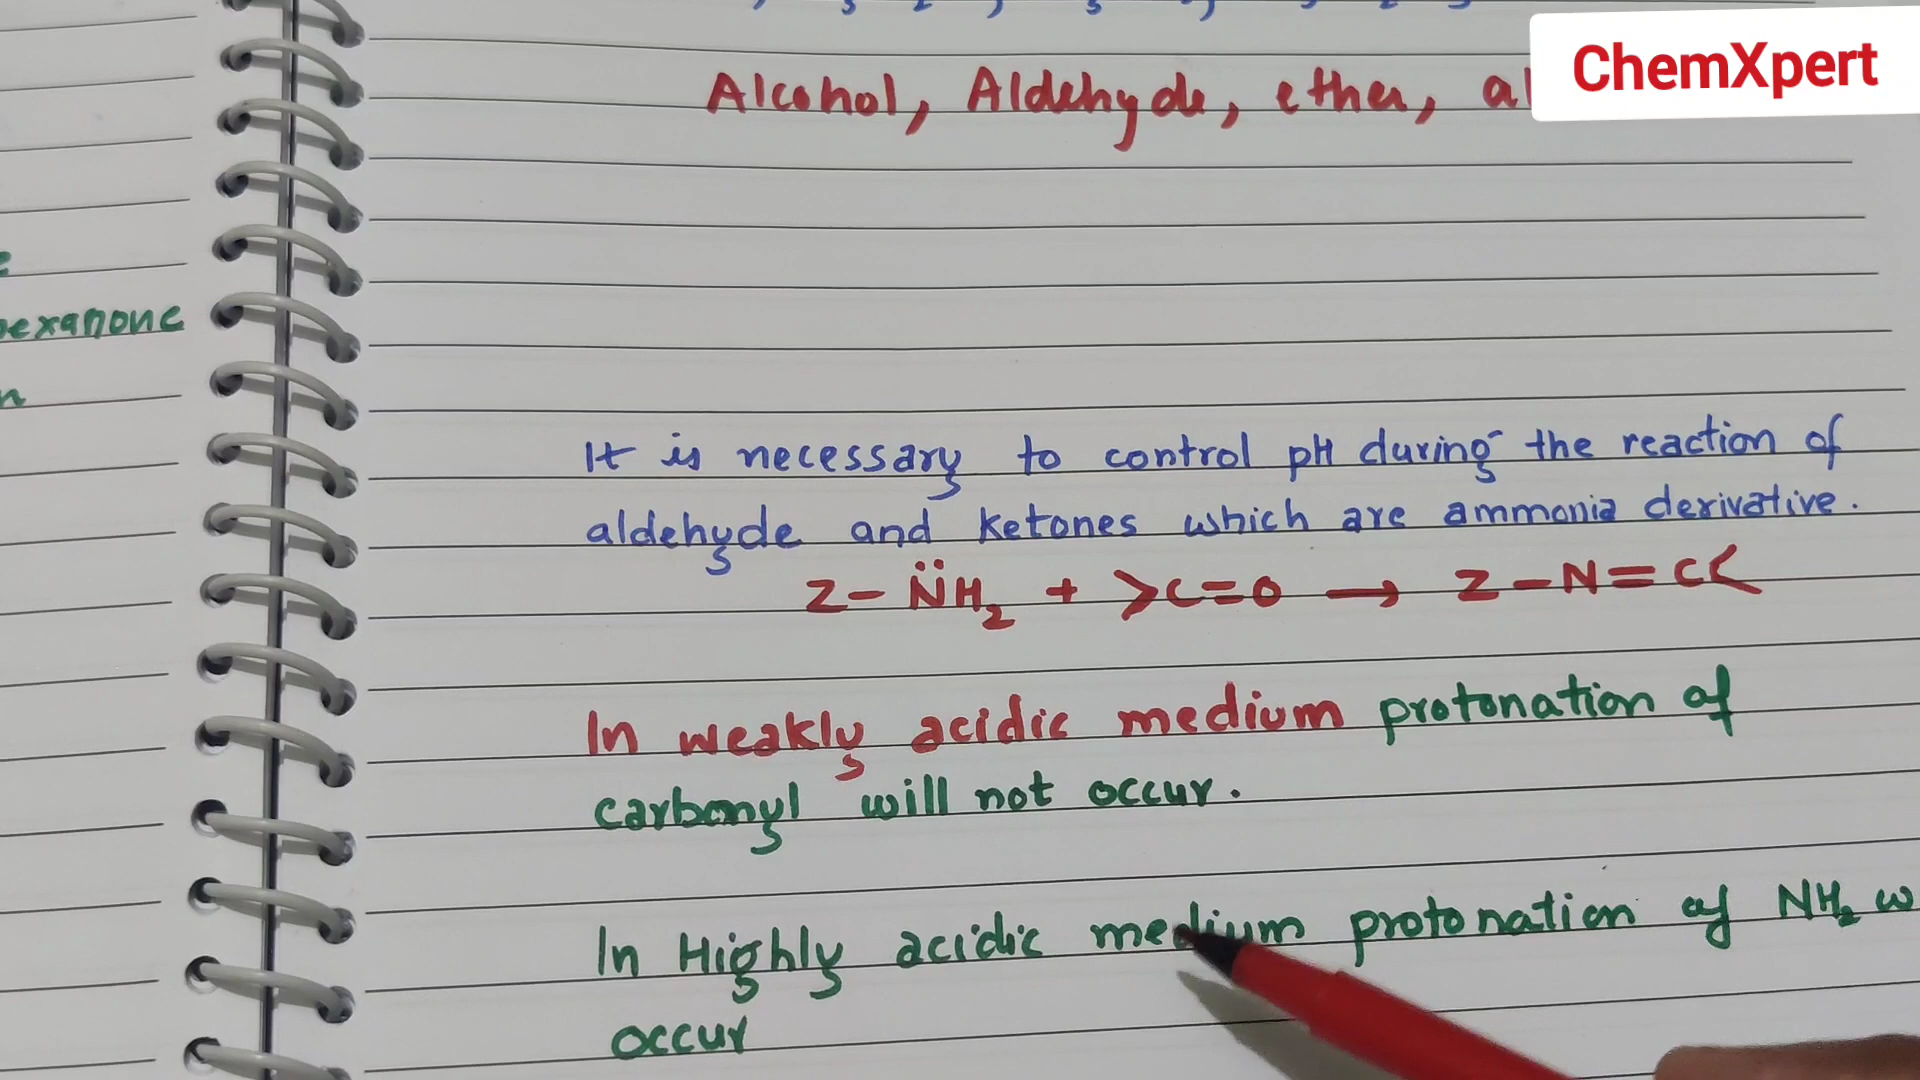 ChemXpert
Alcohol, Aldehyde, ether,
exanone
It is necessary to control pH during the reaction of
aldehyde and ketones which are ammonia derivative.
Z-N̈H₂ + >C=O → Z-N=C<
In weakly acidic medium protonation of
carbonyl will not occur.
In Highly acidic medium protonation of NH₂
occur